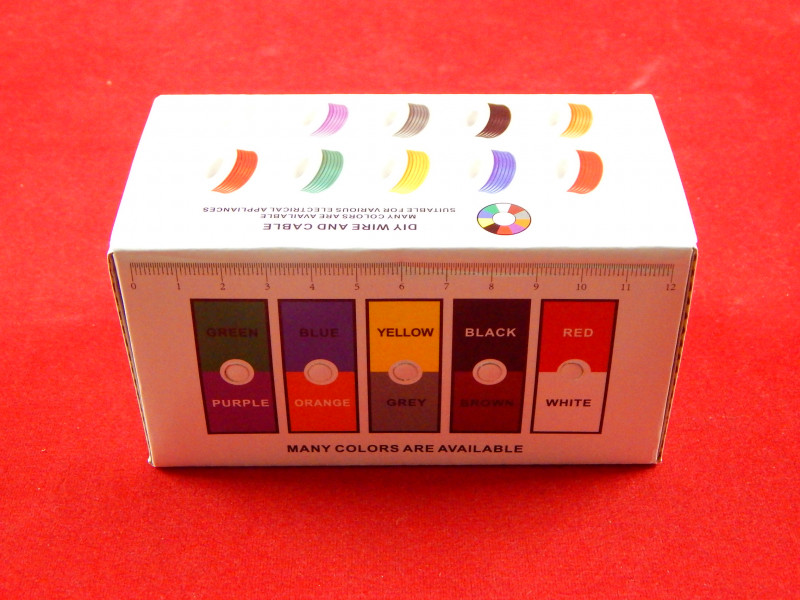 DIY WIRE AND CABLE
MANY COLORS ARE AVAILABLE
SUITABLE FOR VARIOUS ELECTRICAL APPLIANCES
0 1 2 3 4 5 6 7 8 9 10 11 12
GREEN BLUE YELLOW BLACK RED
PURPLE ORANGE GREY BROWN WHITE
MANY COLORS ARE AVAILABLE